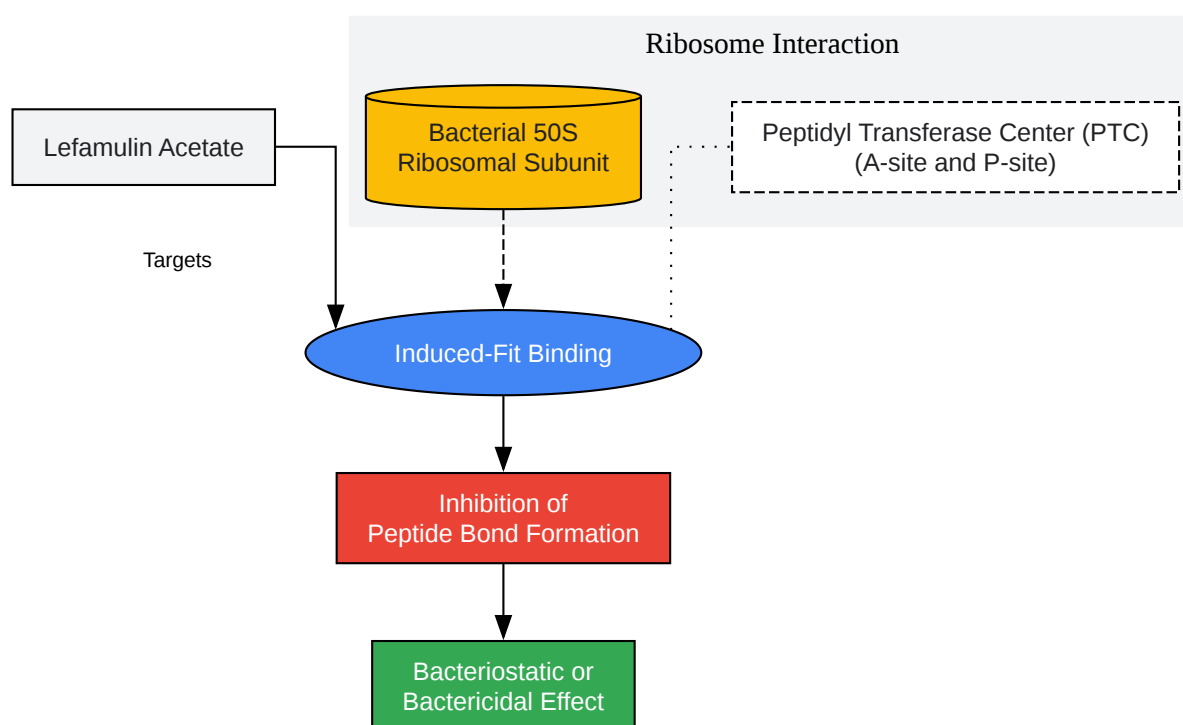 Ribosome Interaction
Lefamulin Acetate
Bacterial 50S
Ribosomal Subunit
Peptidyl Transferase Center (PTC)
(A-site and P-site)
Targets
Induced-Fit Binding
Inhibition of
Peptide Bond Formation
Bacteriostatic or
Bactericidal Effect